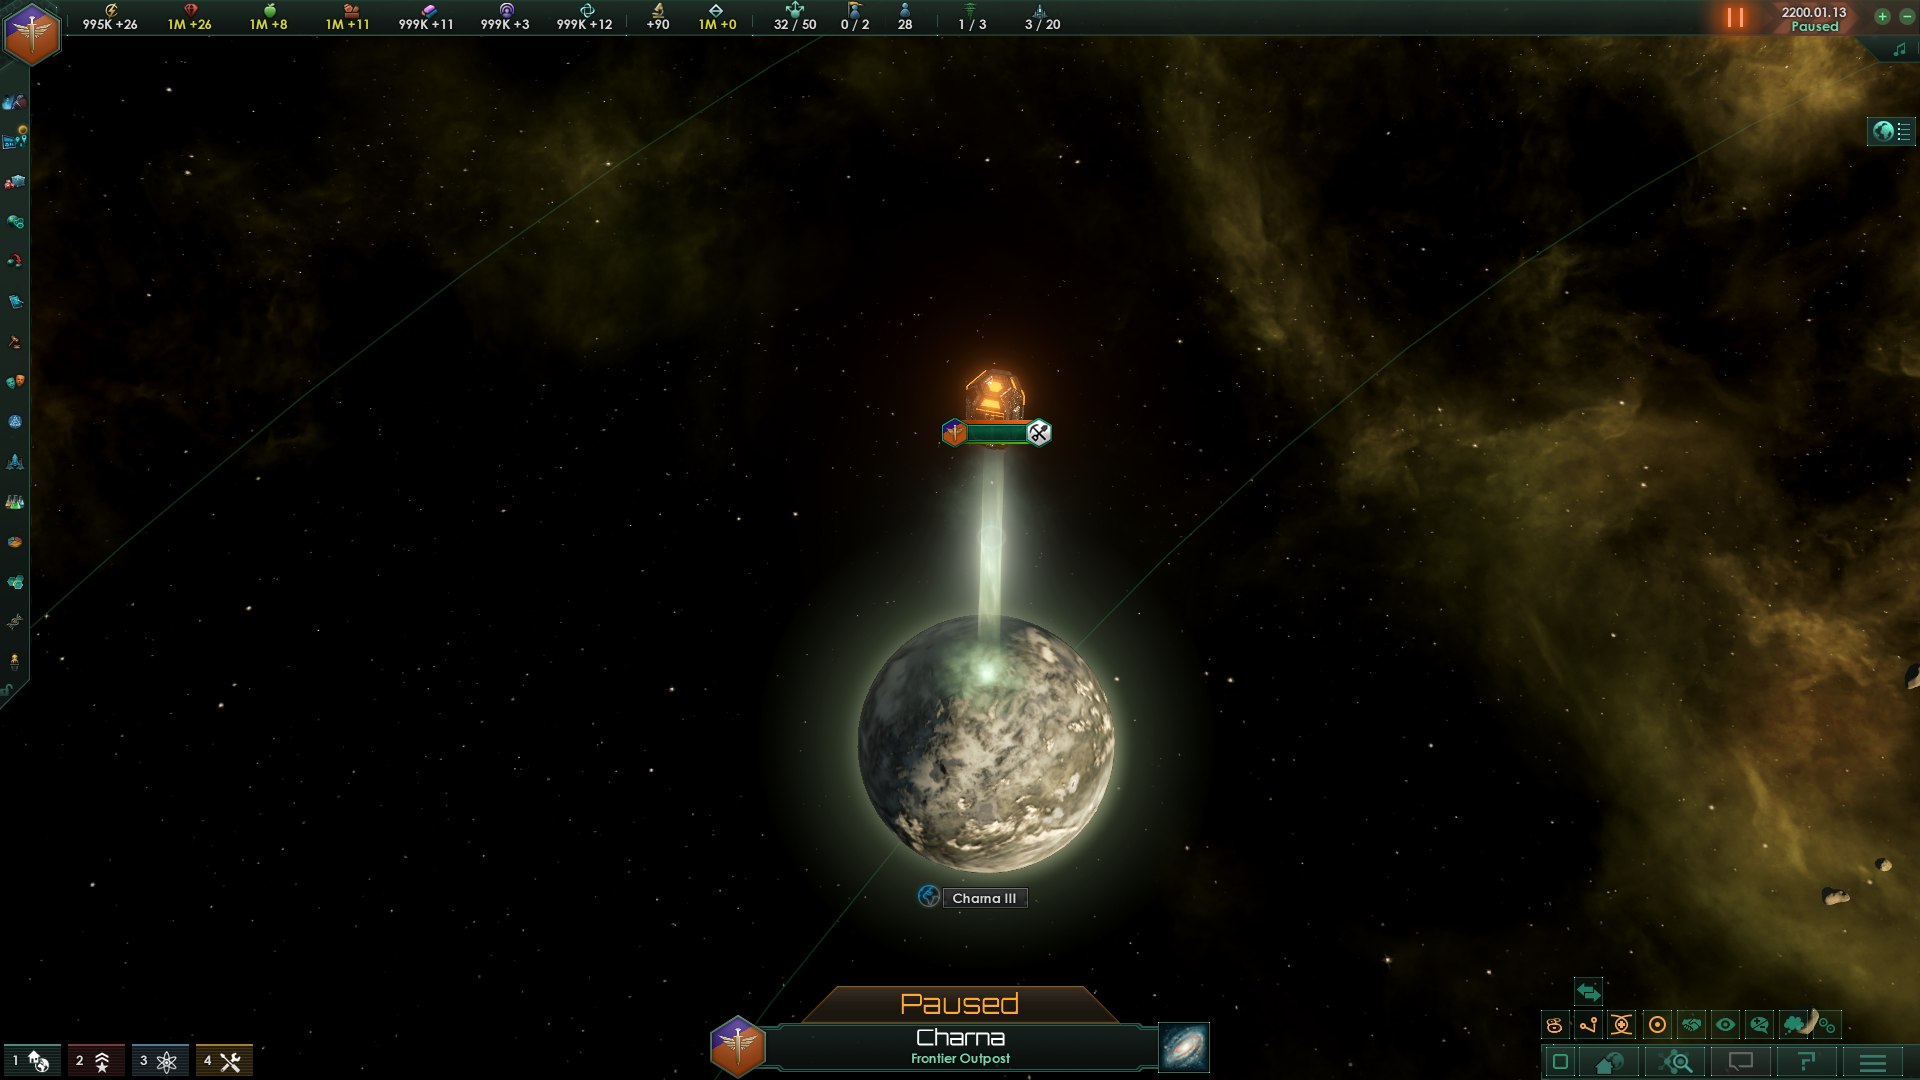 995K +26 1M +26 1M +8 1M +11 999K +11 999K +3 999K +12 +90 1M +0 32 / 50 0 / 2 28 1 / 3 3 / 20
2200.01.13
Paused
Charna III
Paused
Charna
Frontier Outpost
1 2 3 4